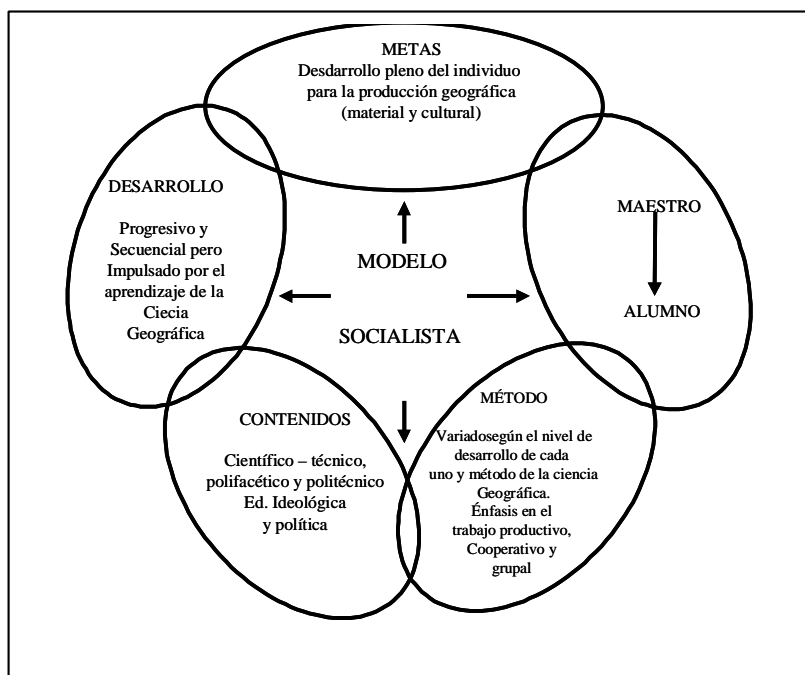 METAS
Desdarrollo pleno del individuo
para la producción geográfica
(material y cultural)
DESARROLLO
Progresivo y
Secuencial pero
Impulsado por el
aprendizaje de la
Ciecia
Geográfica
MODELO
SOCIALISTA
MAESTRO
ALUMNO
CONTENIDOS
Científico – técnico,
polifacético y politécnico
Ed. Ideológica
y política
MÉTODO
Variadosegún el nivel de
desarrollo de cada
uno y método de la ciencia
Geográfica.
Énfasis en el
trabajo productivo,
Cooperativo y
grupal